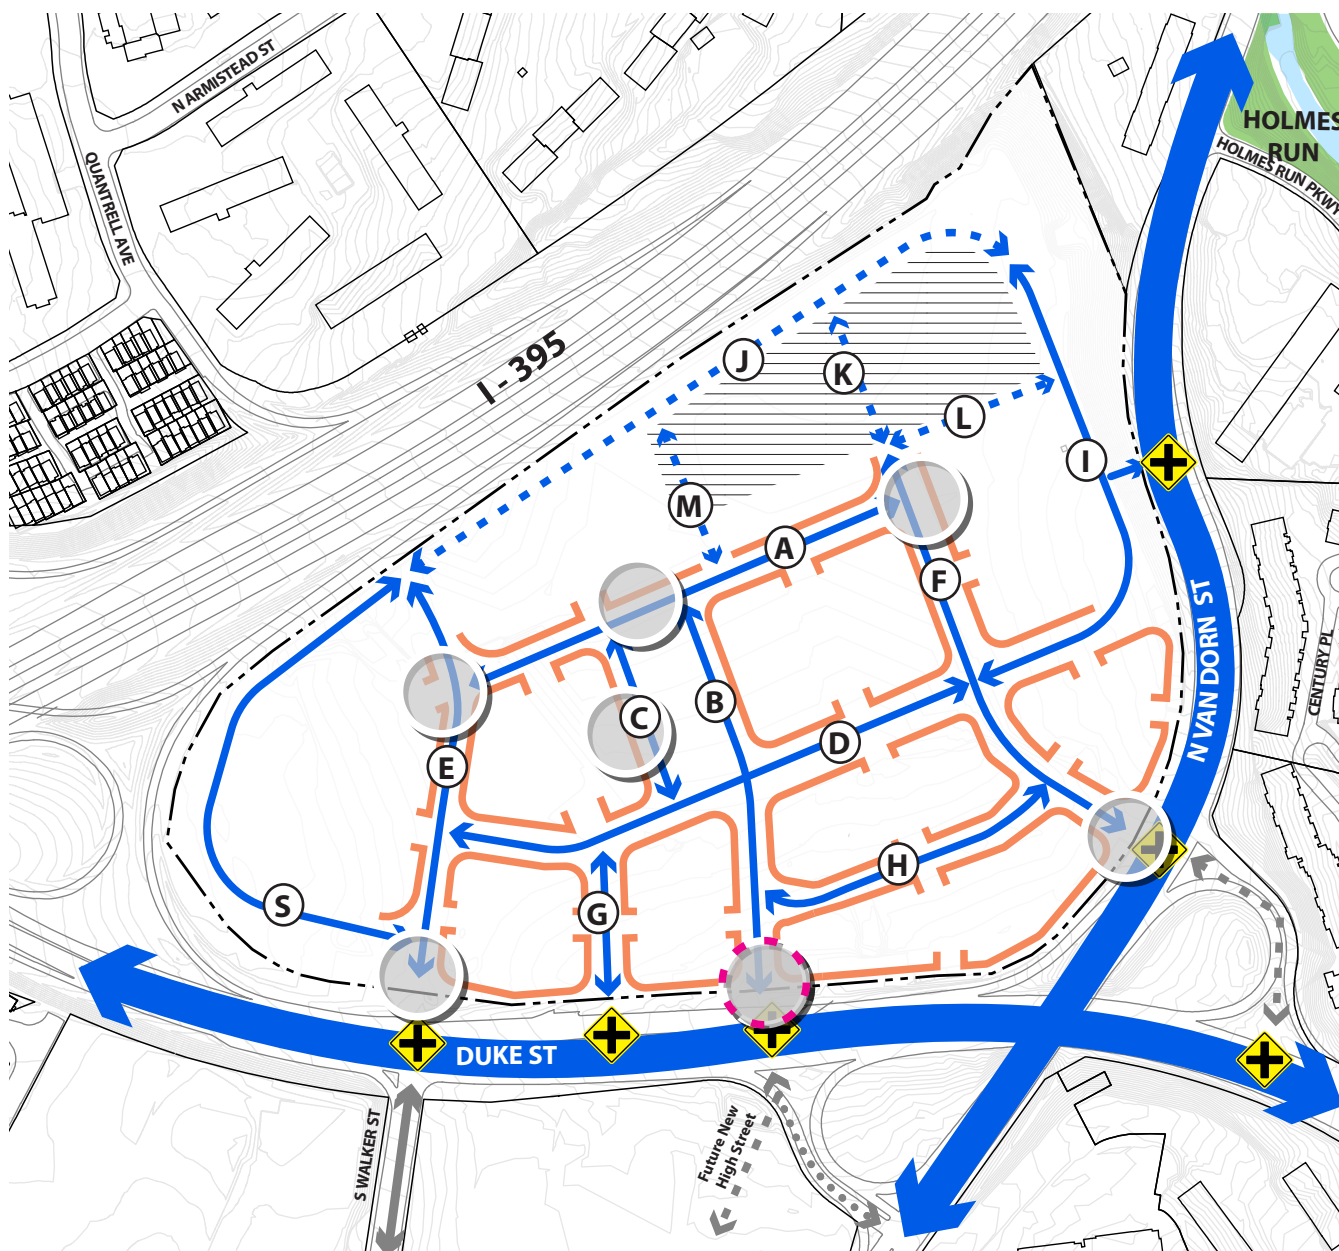 N ARMISTEAD ST
QUANTRELL AVE
HOLMES
RUN
HOLMES RUN PKWY
I - 395
J
K
L
I
M
A
F
C
B
D
E
H
S
G
N VAN DORN ST
CENTURY PL
DUKE ST
S WALKER ST
Future New
High Street